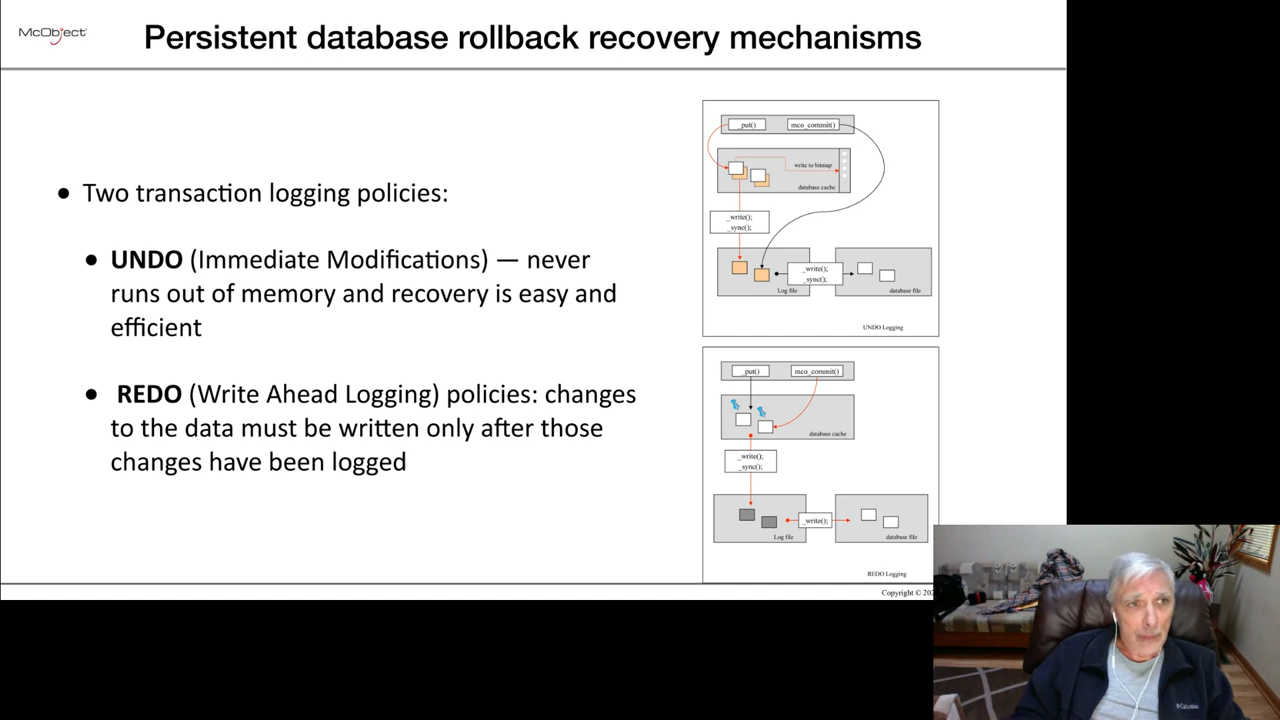 McObject
Persistent database rollback recovery mechanisms
● Two transaction logging policies:
● UNDO (Immediate Modifications) — never
runs out of memory and recovery is easy and
efficient
● REDO (Write Ahead Logging) policies: changes
to the data must be written only after those
changes have been logged
_put()
mco_commit()
write to bitmap
database cache
_write();
_sync();
_write();
_sync();
Log file
database file
UNDO Logging
_put()
mco_commit()
database cache
_write();
_sync();
_write();
Log file
database file
REDO Logging
Copyright © 202